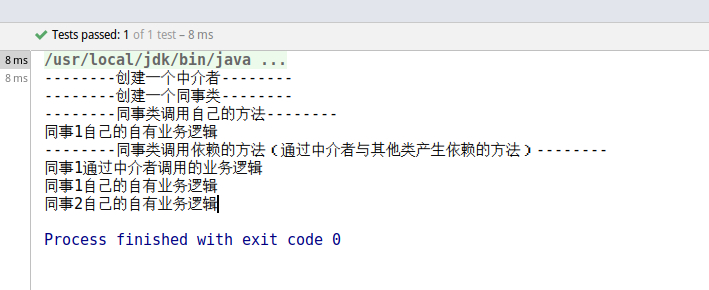 Tests passed: 1 of 1 test – 8 ms
8 ms /usr/local/jdk/bin/java ...
8 ms --------创建一个中介者--------
--------创建一个同事类--------
--------同事类调用自己的方法--------
同事1自己的自有业务逻辑
--------同事类调用依赖的方法（通过中介者与其他类产生依赖的方法）--------
同事1通过中介者调用的业务逻辑
同事1自己的自有业务逻辑
同事2自己的自有业务逻辑
Process finished with exit code 0